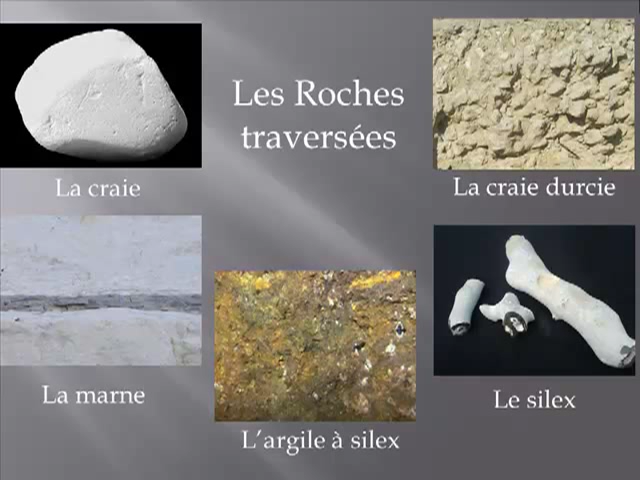 Les Roches
traversées
La craie
La craie durcie
La marne
L'argile à silex
Le silex